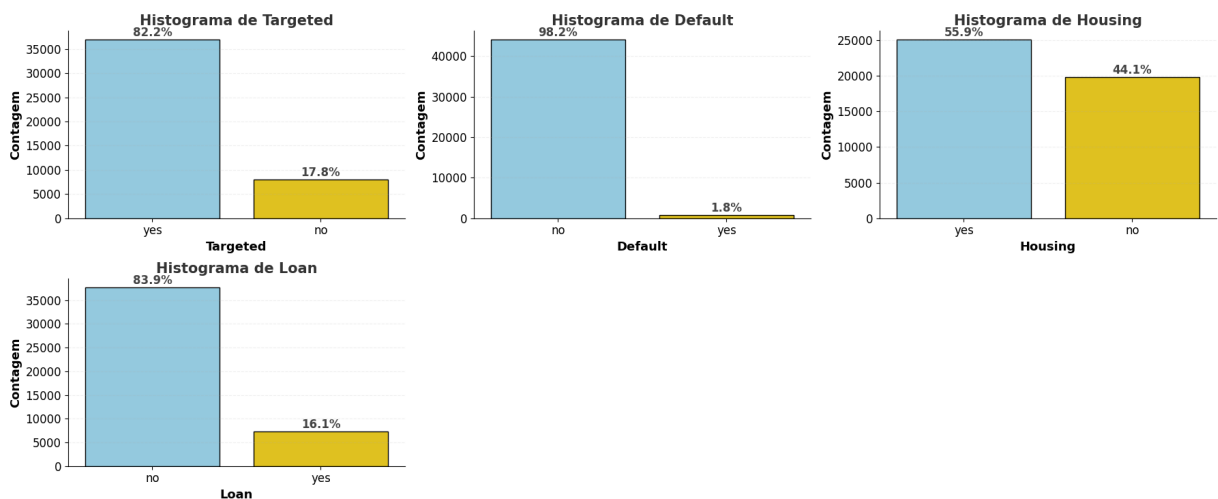 Histograma de Targeted
82.2%
35000
30000
25000
20000
15000
10000
5000
0
17.8%
yes
no
Contagem
Targeted
Histograma de Default
98.2%
40000
30000
20000
10000
0
1.8%
no
yes
Contagem
Default
Histograma de Housing
55.9%
25000
20000
15000
10000
5000
0
44.1%
yes
no
Contagem
Housing
Histograma de Loan
83.9%
35000
30000
25000
20000
15000
10000
5000
0
16.1%
no
yes
Contagem
Loan